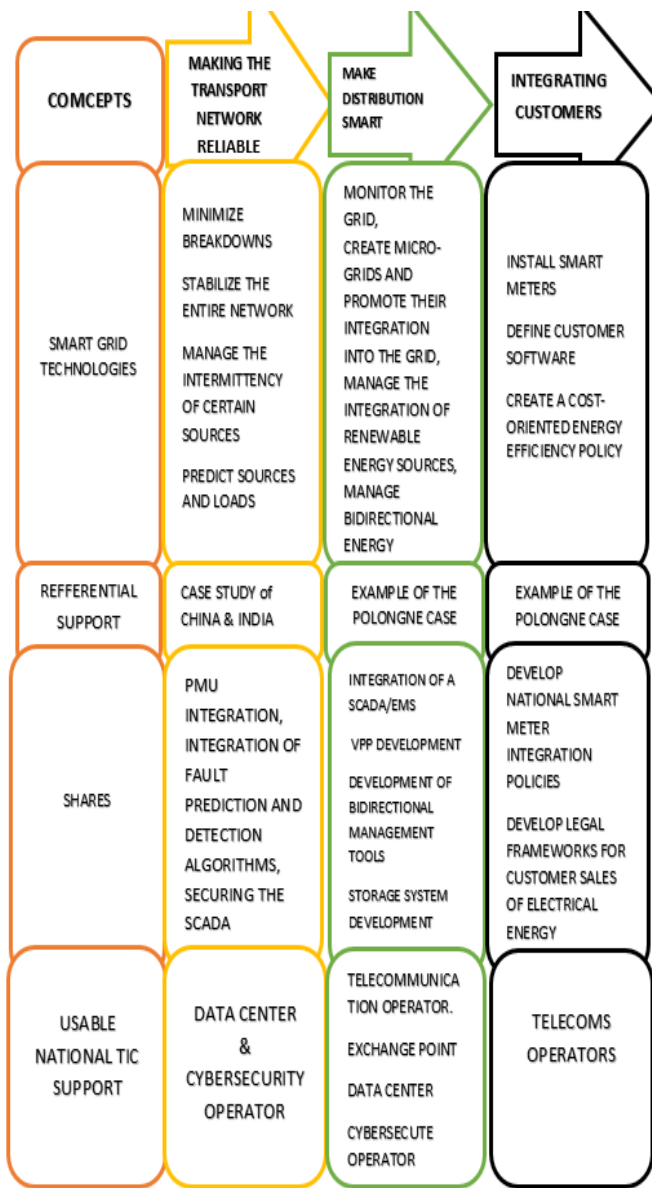 COMCEPTS
MAKING THE
TRANSPORT
NETWORK
RELIABLE
MAKE
DISTRIBUTION
SMART
INTEGRATING
CUSTOMERS
SMART GRID
TECHNOLOGIES
MINIMIZE
BREAKDOWNS
STABILIZE THE
ENTIRE NETWORK
MANAGE THE
INTERMITTENCY
OF CERTAIN
SOURCES
PREDICT SOURCES
AND LOADS
MONITOR THE
GRID,
CREATE MICRO-
GRIDS AND
PROMOTE THEIR
INTEGRATION
INTO THE GRID,
MANAGE THE
INTEGRATION OF
RENEWABLE
ENERGY SOURCES,
MANAGE
BIDIRECTIONAL
ENERGY
INSTALL SMART
METERS
DEFINE CUSTOMER
SOFTWARE
CREATE A COST-
ORIENTED ENERGY
EFFICIENCY POLICY
REFFERENTIAL
SUPPORT
CASE STUDY of
CHINA & INDIA
EXAMPLE OF THE
POLONGNE CASE
EXAMPLE OF THE
POLONGNE CASE
SHARES
PMU
INTEGRATION,
INTEGRATION OF
FAULT
PREDICTION AND
DETECTION
ALGORITHMS,
SECURING THE
SCADA
INTEGRATION OF A
SCADA/EMS
VPP DEVELOPMENT
DEVELOPMENT OF
BIDIRECTIONAL
MANAGEMENT
TOOLS
STORAGE SYSTEM
DEVELOPMENT
DEVELOP
NATIONAL SMART
METER
INTEGRATION
POLICIES
DEVELOP LEGAL
FRAMEWORKS FOR
CUSTOMER SALES
OF ELECTRICAL
ENERGY
USABLE
NATIONAL TIC
SUPPORT
DATA CENTER
&
CYBERSECURITY
OPERATOR
TELECOMMUNICA
TION OPERATOR.
EXCHANGE POINT
DATA CENTER
CYBERSECUTE
OPERATOR
TELECOMS
OPERATORS